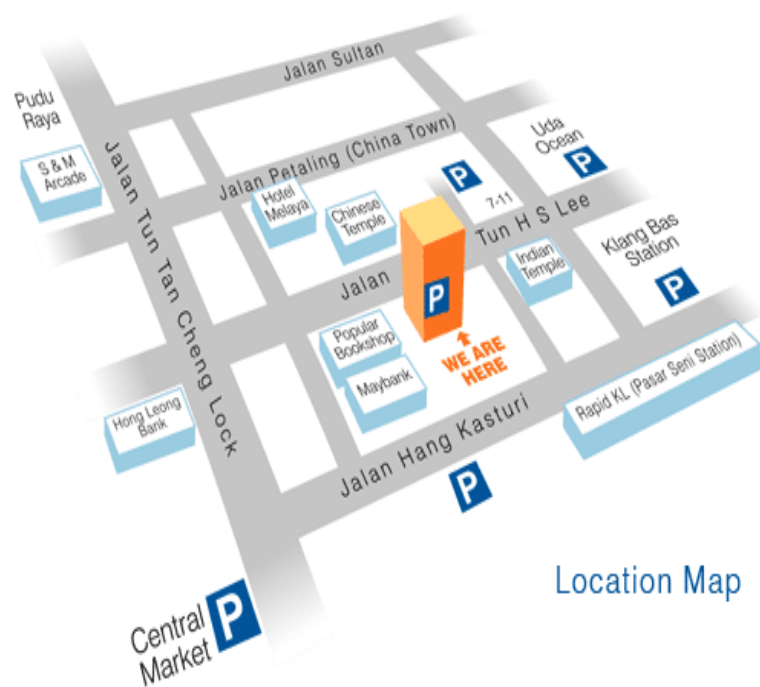 Jalan Sultan
Pudu
Raya
S & M
Arcade
Jalan Tun Tan Cheng Lock
Jalan Petaling (China Town)
Uda
Ocean
P
P
7-11
Hotel
Melaya
Chinese
Temple
Jalan Tun H S Lee
Klang Bas
Station
P
Indian
Temple
P
Popular
Bookshop
WE ARE
HERE
Maybank
Rapid KL (Pasar Seni Station)
Hong Leong
Bank
Jalan Hang Kasturi
P
Location Map
Central
Market
P